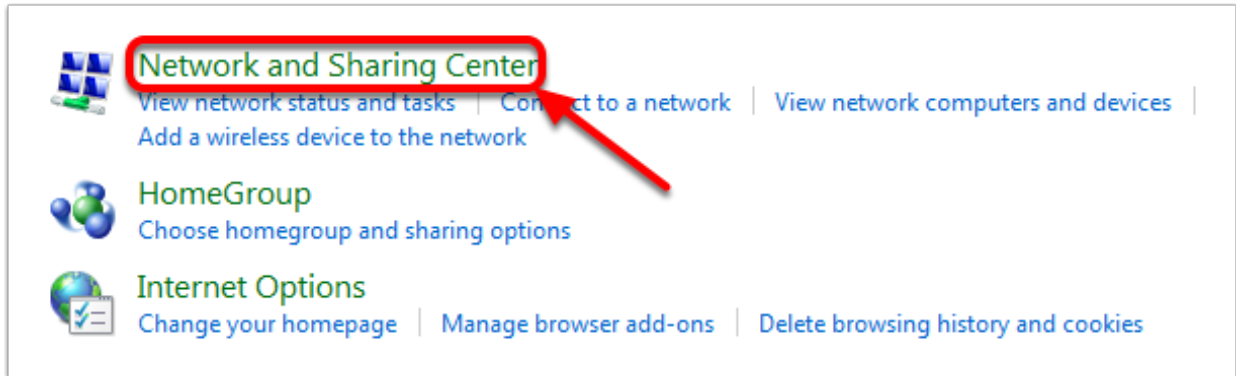 Network and Sharing Center
View network status and tasks Connect to a network View network computers and devices
Add a wireless device to the network
HomeGroup
Choose homegroup and sharing options
Internet Options
Change your homepage Manage browser add-ons Delete browsing history and cookies